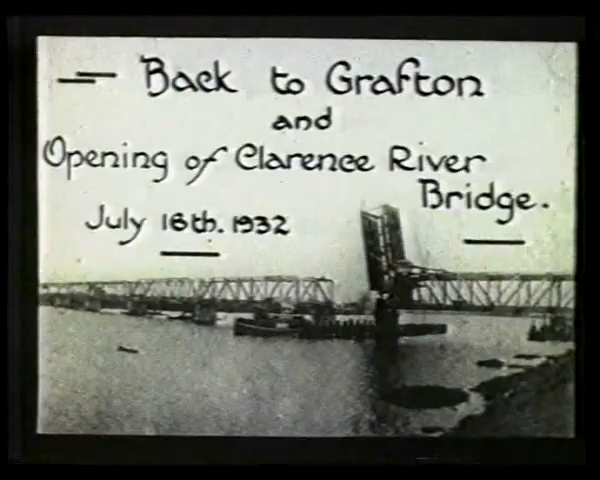 Back to Grafton
and
Opening of Clarence River
Bridge.
July 16th. 1932